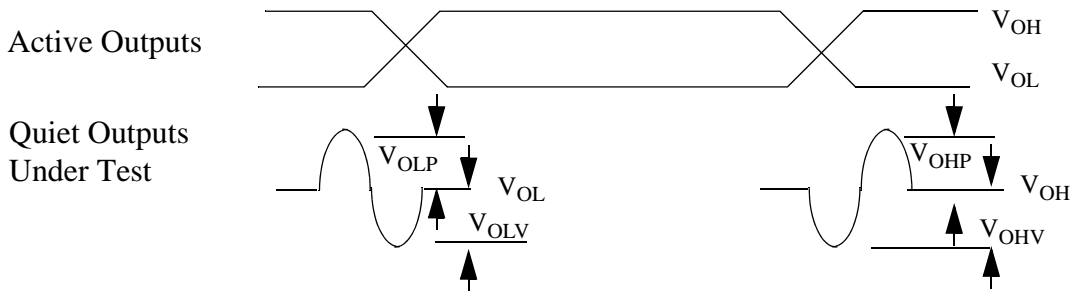 Active Outputs
V_OH
V_OL
Quiet Outputs
Under Test
V_OLP
V_OL
V_OLV
V_OHP
V_OH
V_OHV